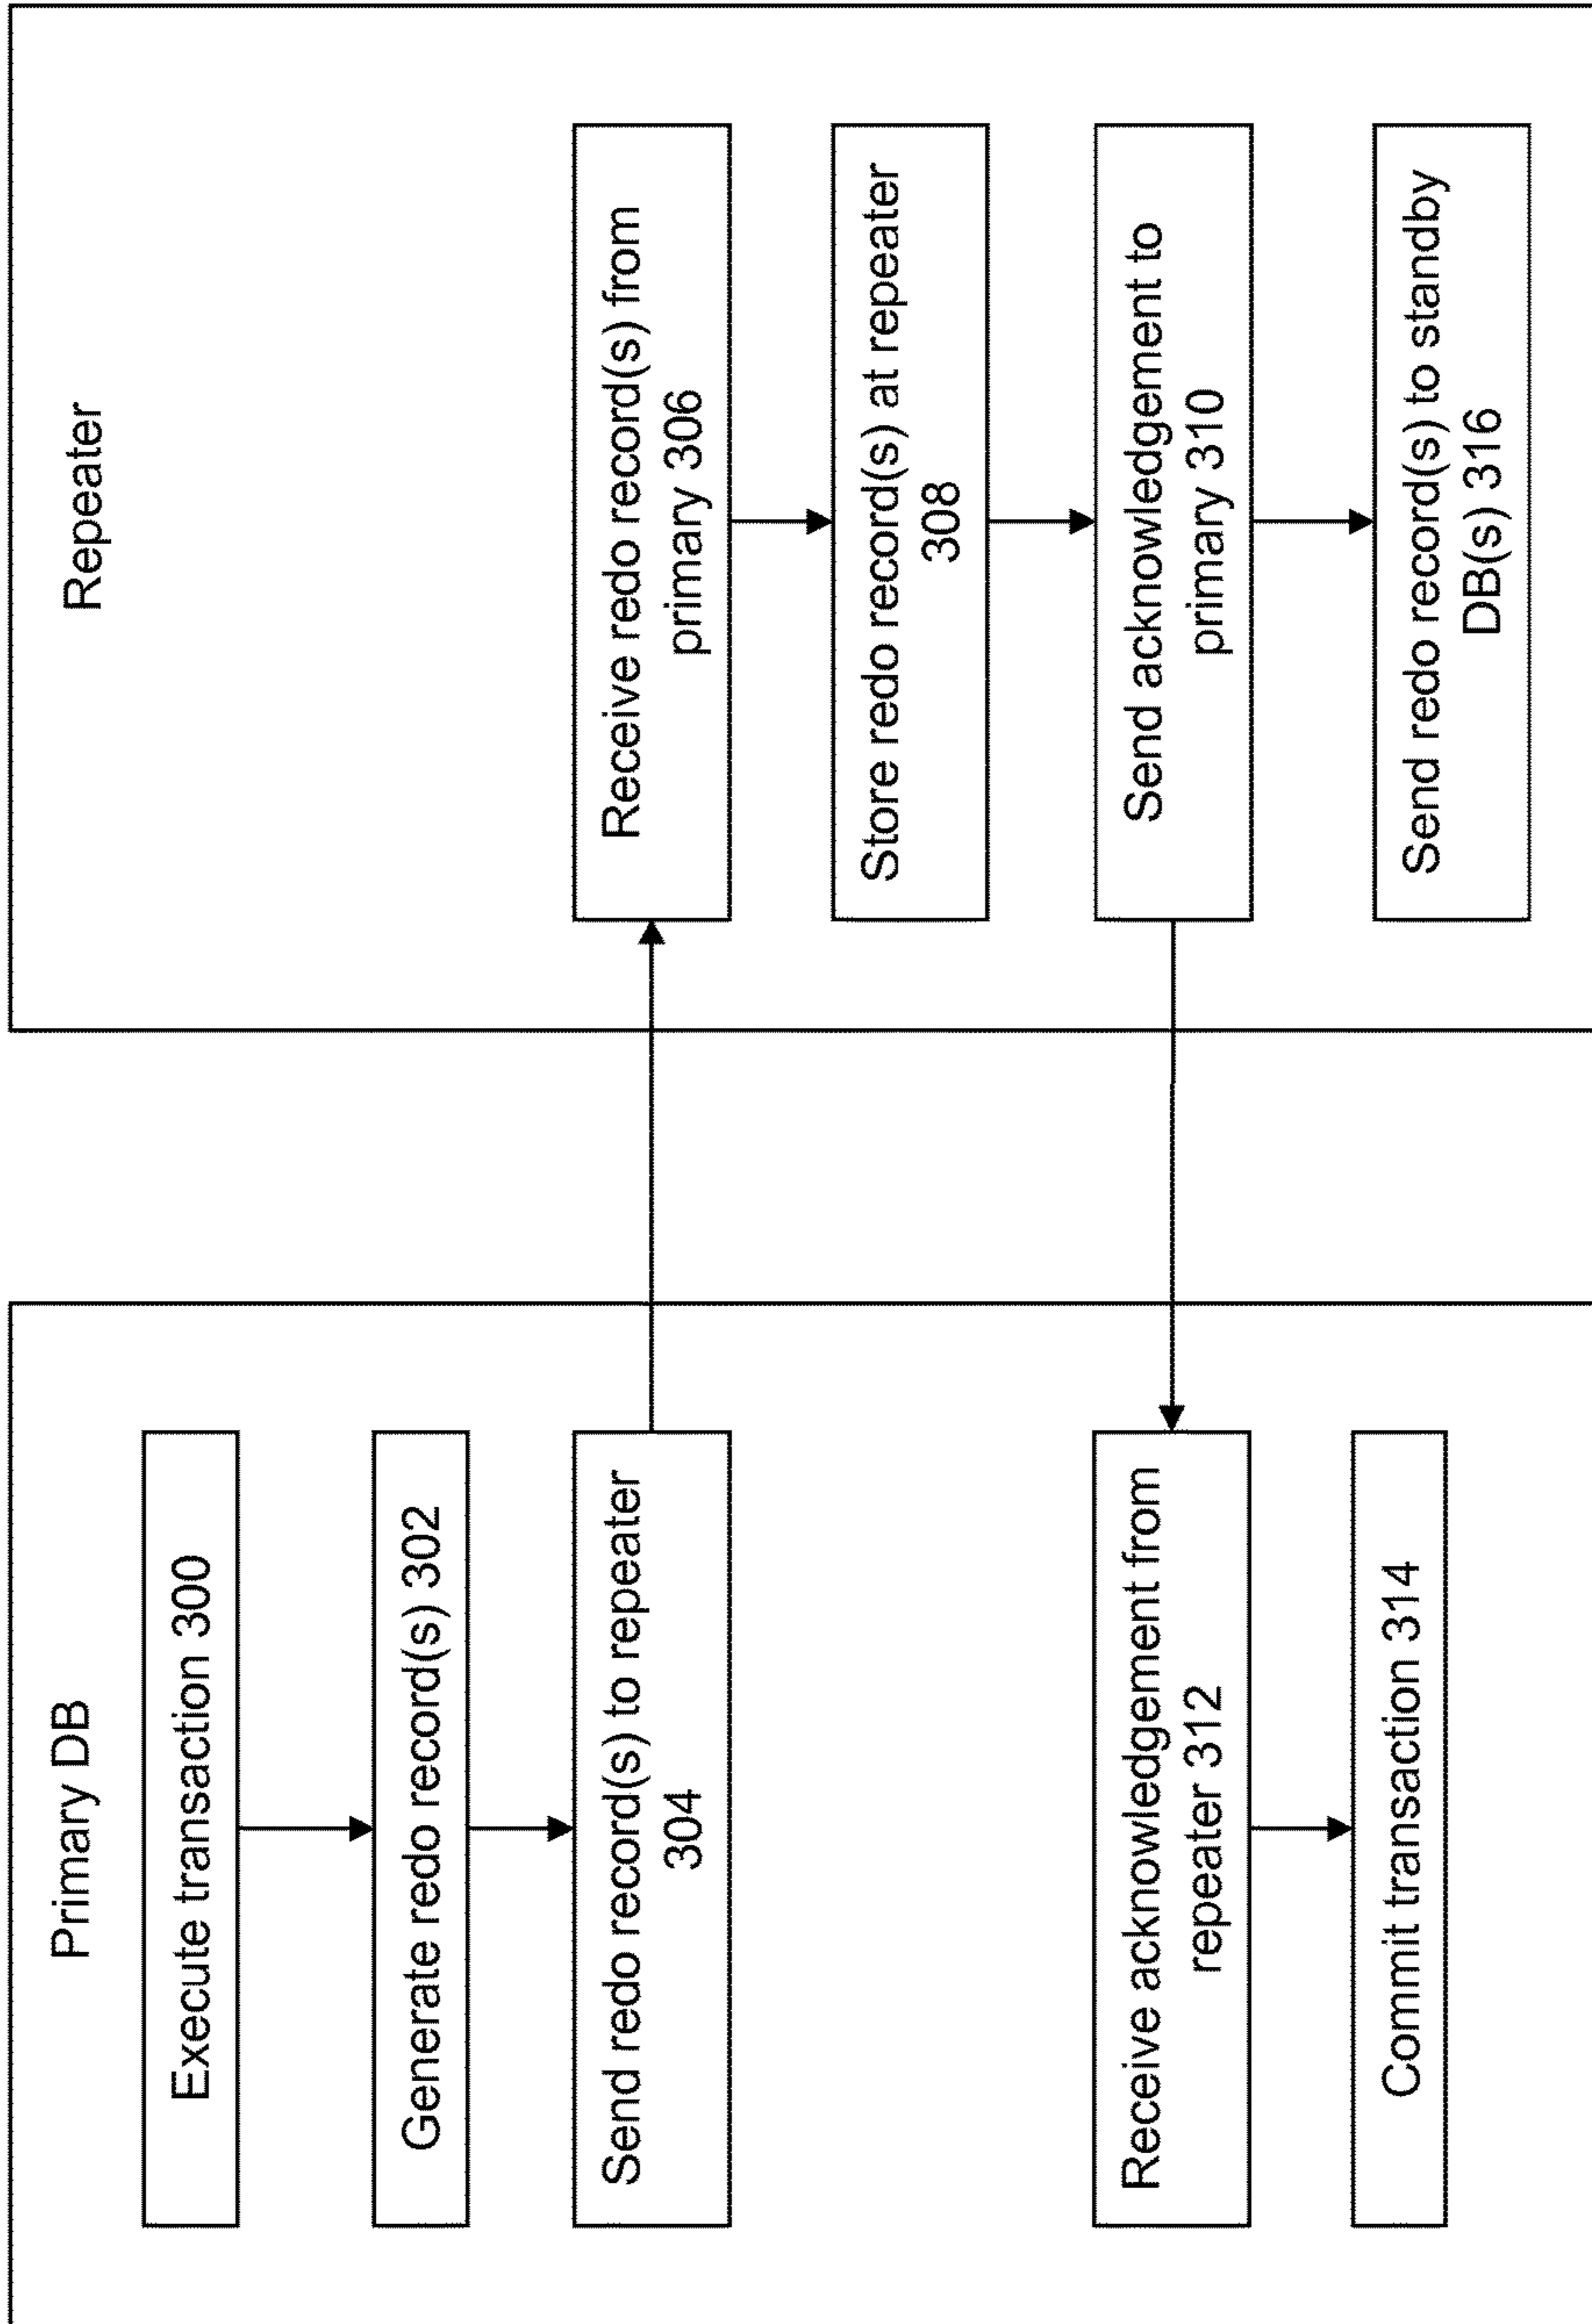 Primary DB
Execute transaction 300
Generate redo record(s) 302
Send redo record(s) to repeater
304
Receive acknowledgement from
repeater 312
Commit transaction 314
Repeater
Receive redo record(s) from
primary 306
Store redo record(s) at repeater
308
Send acknowledgement to
primary 310
Send redo record(s) to standby
DB(s) 316